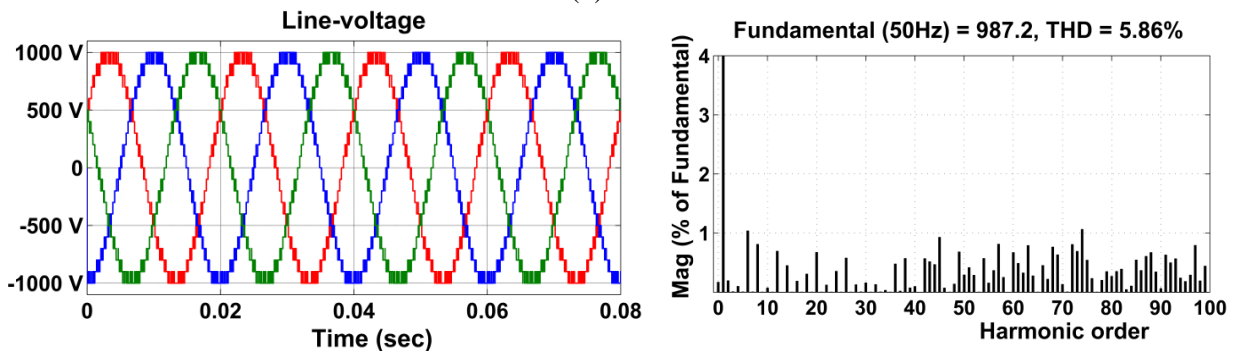 Line-voltage
1000 V
500 V
0
-500 V
-1000 V
0 0.02 0.04 0.06 0.08
Time (sec)
Fundamental (50Hz) = 987.2, THD = 5.86%
Mag (% of Fundamental)
4
3
2
1
0 10 20 30 40 50 60 70 80 90 100
Harmonic order